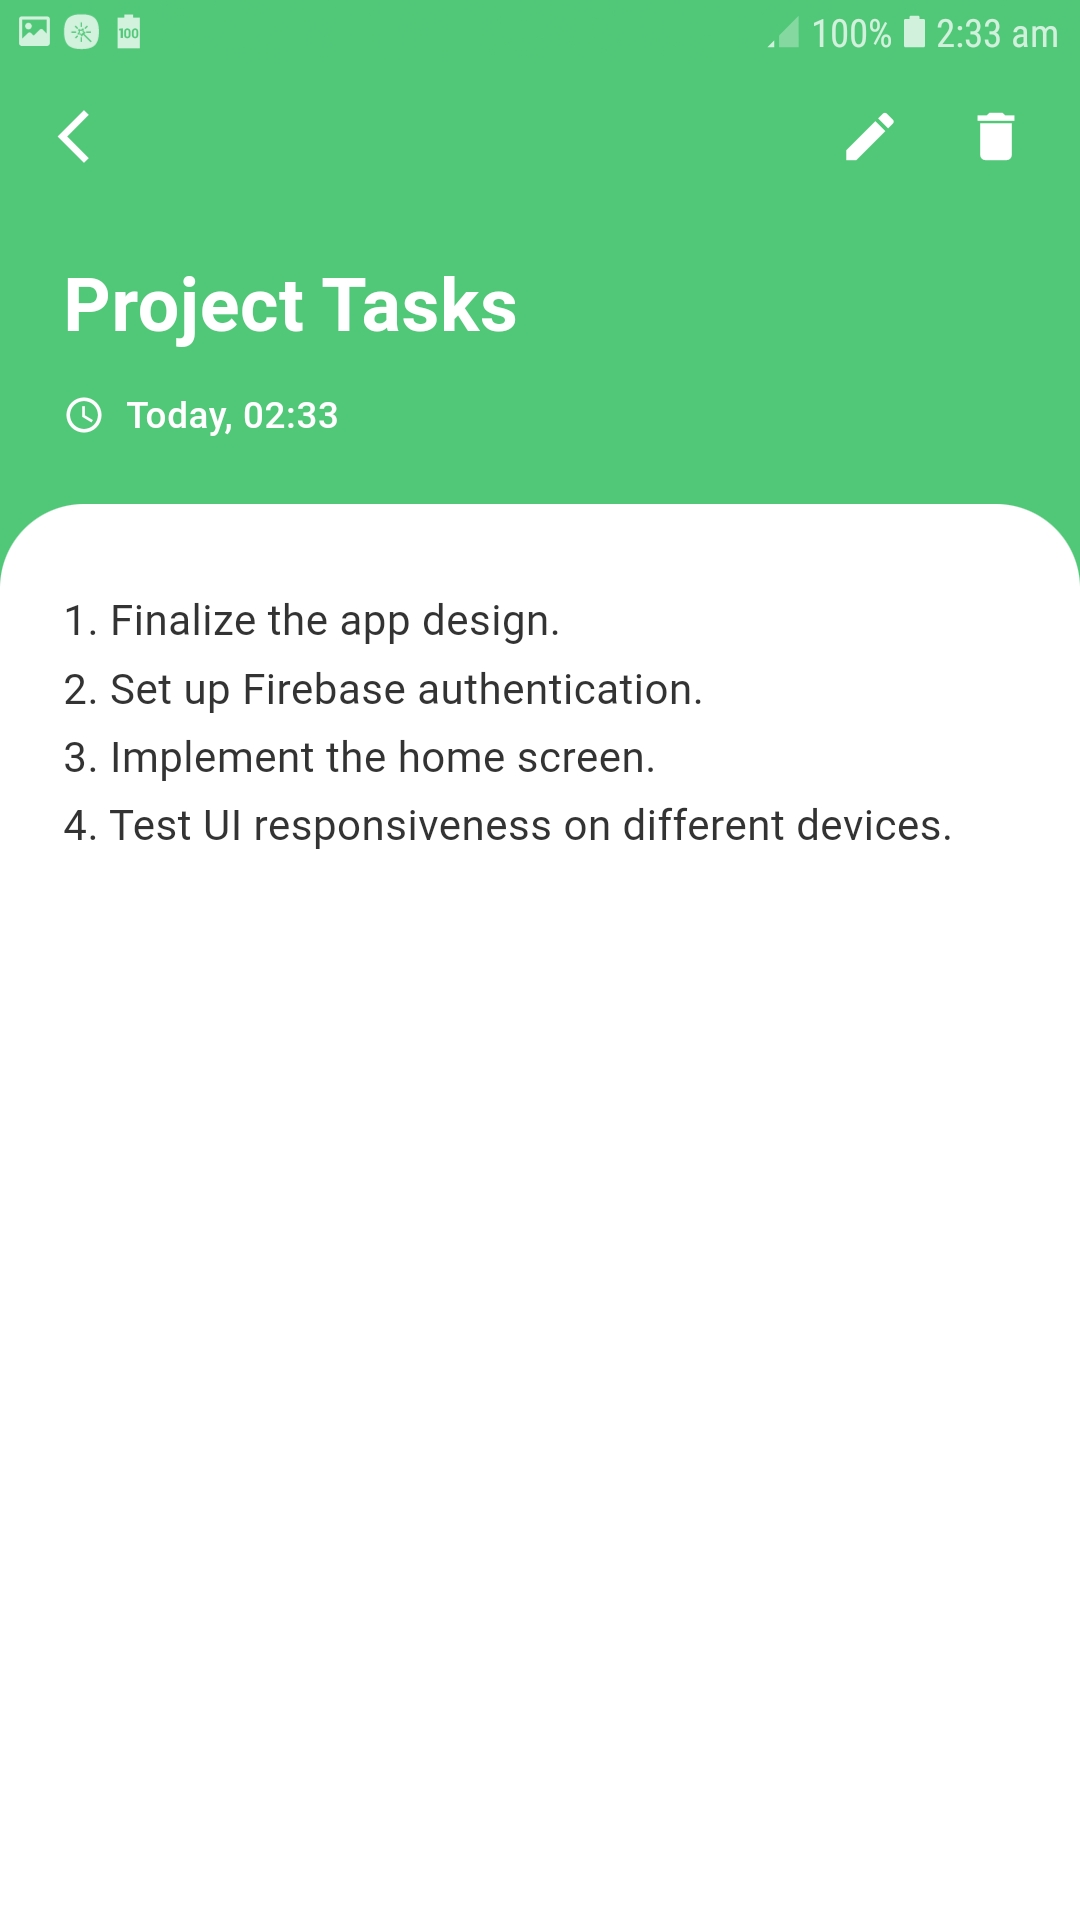 100 100% 2:33 am
Project Tasks
Today, 02:33
1. Finalize the app design.
2. Set up Firebase authentication.
3. Implement the home screen.
4. Test UI responsiveness on different devices.